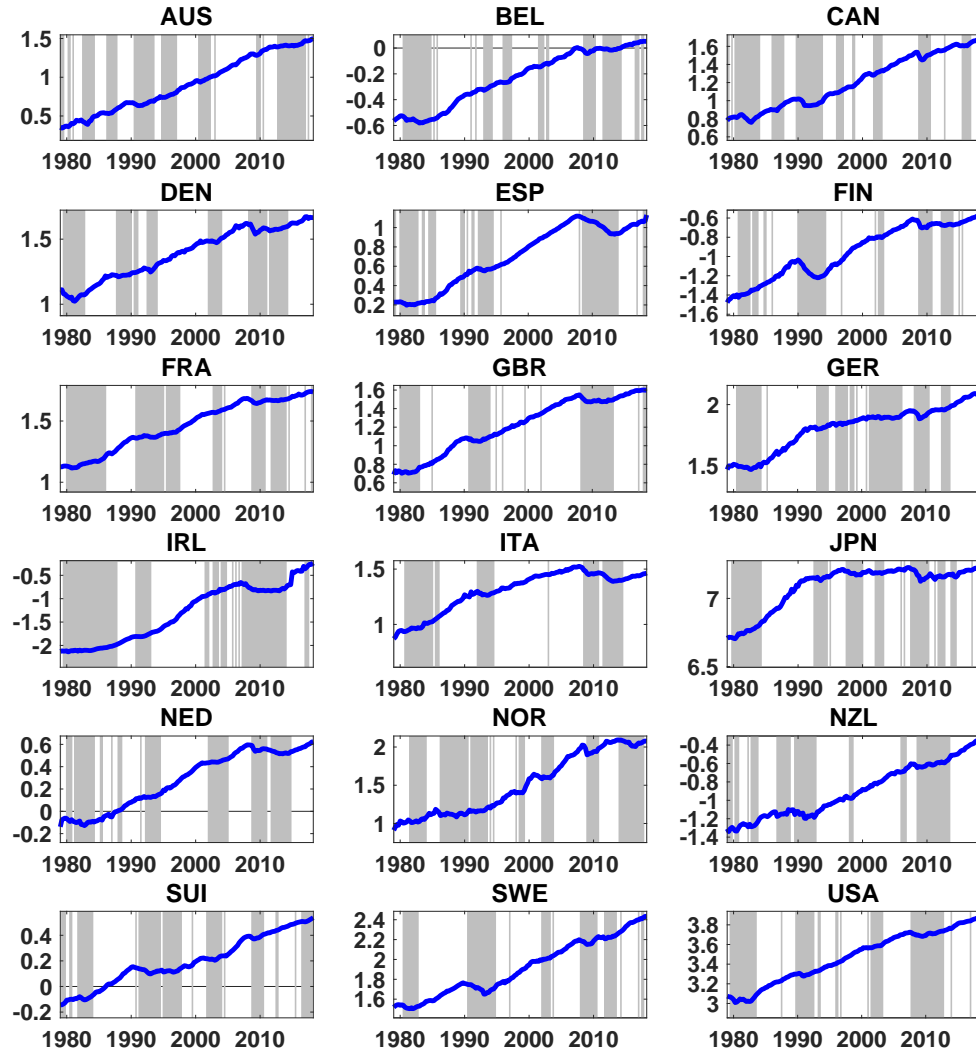 AUS BEL CAN
1.5 1 0.5 1980 1990 2000 2010
0 -0.2 -0.4 -0.6 1980 1990 2000 2010
1.6 1.4 1.2 1 0.8 0.6 1980 1990 2000 2010
DEN ESP FIN
1.5 1 1980 1990 2000 2010
1 0.8 0.6 0.4 0.2 1980 1990 2000 2010
-0.6 -0.8 -1 -1.2 -1.4 -1.6 1980 1990 2000 2010
FRA GBR GER
1.5 1 1980 1990 2000 2010
1.6 1.4 1.2 1 0.8 0.6 1980 1990 2000 2010
2 1.5 1980 1990 2000 2010
IRL ITA JPN
-0.5 -1 -1.5 -2 1980 1990 2000 2010
1.5 1 1980 1990 2000 2010
7 6.5 1980 1990 2000 2010
NED NOR NZL
0.6 0.4 0.2 0 -0.2 1980 1990 2000 2010
2 1.5 1 1980 1990 2000 2010
-0.4 -0.6 -0.8 -1 -1.2 -1.4 1980 1990 2000 2010
SUI SWE USA
0.4 0.2 0 -0.2 1980 1990 2000 2010
2.4 2.2 2 1.8 1.6 1980 1990 2000 2010
3.8 3.6 3.4 3.2 3 1980 1990 2000 2010